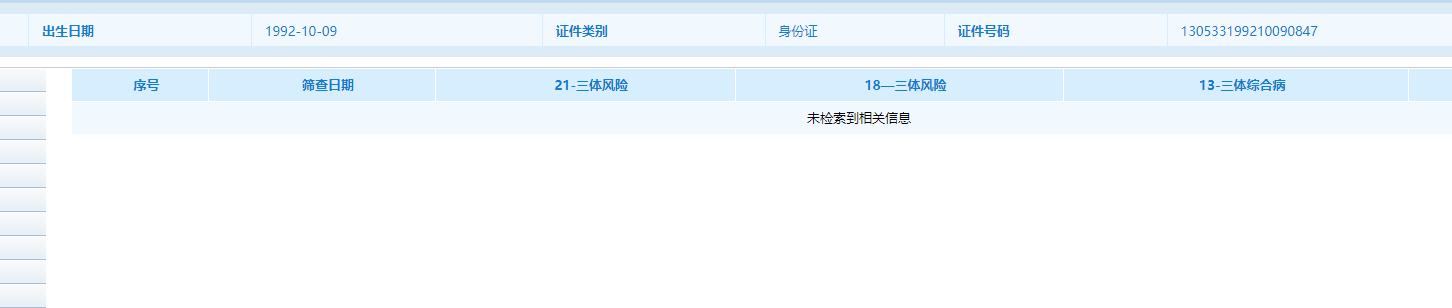 出生日期 1992-10-09 证件类别 身份证 证件号码 130533199210090847
序号 筛查日期 21-三体风险 18—三体风险 13-三体综合病
未检索到相关信息